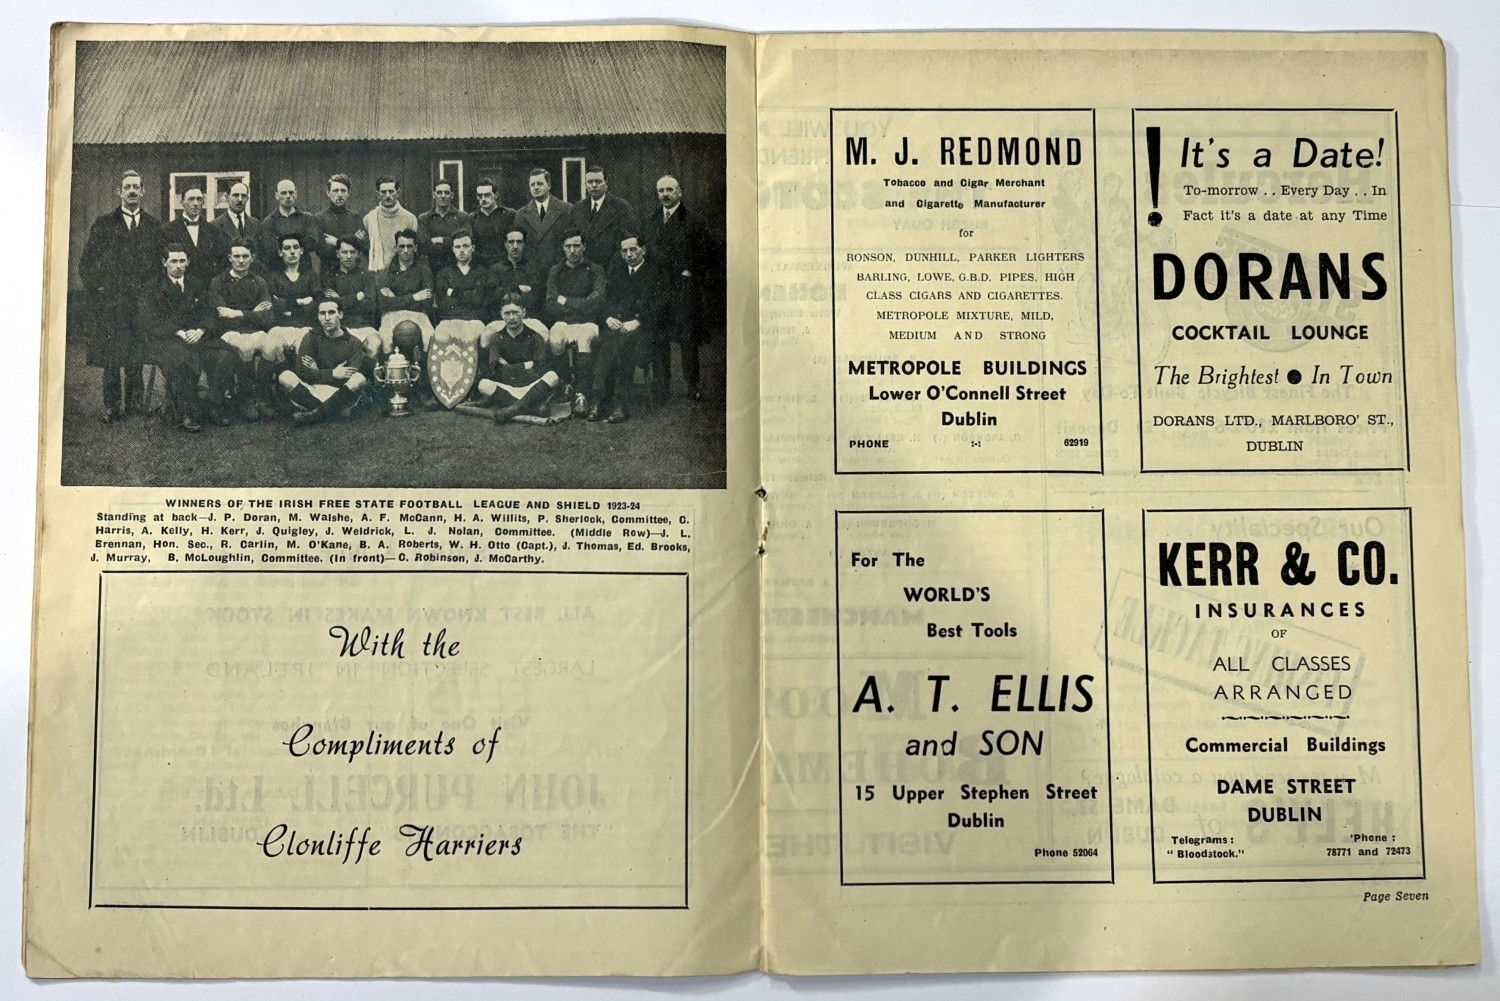 WINNERS OF THE IRISH FREE STATE FOOTBALL LEAGUE AND SHIELD 1923-24
Standing at back—J. P. Doran, M. Walshe, A. F. McCann, H. A. Willits, P. Sherlock, Committee, C.
Harris, A. Kelly, H. Kerr, J. Quigley, J. Weldrick, L. J. Nolan, Committee. (Middle Row)—J. L.
Brennan, Hon. Sec., R. Carlin, M. O'Kane, B. A. Roberts, W. H. Otto (Capt.), J. Thomas, Ed. Brooks,
J. Murray, B. McLoughlin, Committee. (In front)—C. Robinson, J. McCarthy.
With the
Compliments of
Clonliffe Harriers
M. J. REDMOND
Tobacco and Cigar Merchant
and Cigarette Manufacturer
for
RONSON, DUNHILL, PARKER LIGHTERS
BARLING, LOWE, G.B.D. PIPES, HIGH
CLASS CIGARS AND CIGARETTES.
METROPOLE MIXTURE, MILD,
MEDIUM AND STRONG
METROPOLE BUILDINGS
Lower O'Connell Street
Dublin
PHONE :-: 62919
! It's a Date!
To-morrow . . Every Day . . In
Fact it's a date at any Time
DORANS
COCKTAIL LOUNGE
The Brightest ● In Town
DORANS LTD., MARLBORO' ST.,
DUBLIN
For The
WORLD'S
Best Tools
A. T. ELLIS
and SON
15 Upper Stephen Street
Dublin
Phone 52064
KERR & CO.
INSURANCES
OF
ALL CLASSES
ARRANGED
Commercial Buildings
DAME STREET
DUBLIN
Telegrams: 'Phone:
"Bloodstock." 78771 and 72473
Page Seven